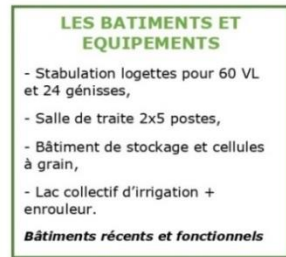 LES BATIMENTS ET
EQUIPEMENTS
- Stabulation logettes pour 60 VL
et 24 génisses,
- Salle de traite 2x5 postes,
- Bâtiment de stockage et cellules
à grain,
- Lac collectif d’irrigation +
enrouleur.
Bâtiments récents et fonctionnels